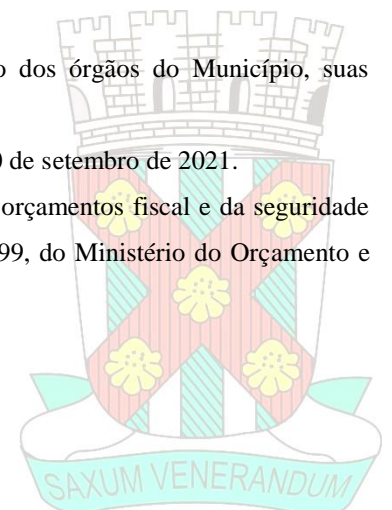 o dos órgãos do Município, suas
de setembro de 2021.
orçamentos fiscal e da seguridade
99, do Ministério do Orçamento e
SAXUM VENERANDUM